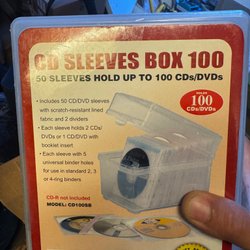 CD SLEEVES BOX 100
50 SLEEVES HOLD UP TO 100 CDs/DVDs
• Includes 50 CD/DVD sleeves
with scratch-resistent lined
fabric and 2 dividers
• Each sleeve holds 2 CDs/
DVDs or 1 CD/DVD with
booklet insert
• Each sleeve with 5
universal binder holes
for use in standard 2, 3
or 4-ring binders
HOLDS
100
CDs/DVDs
CD-R not included
MODEL: CD100SB